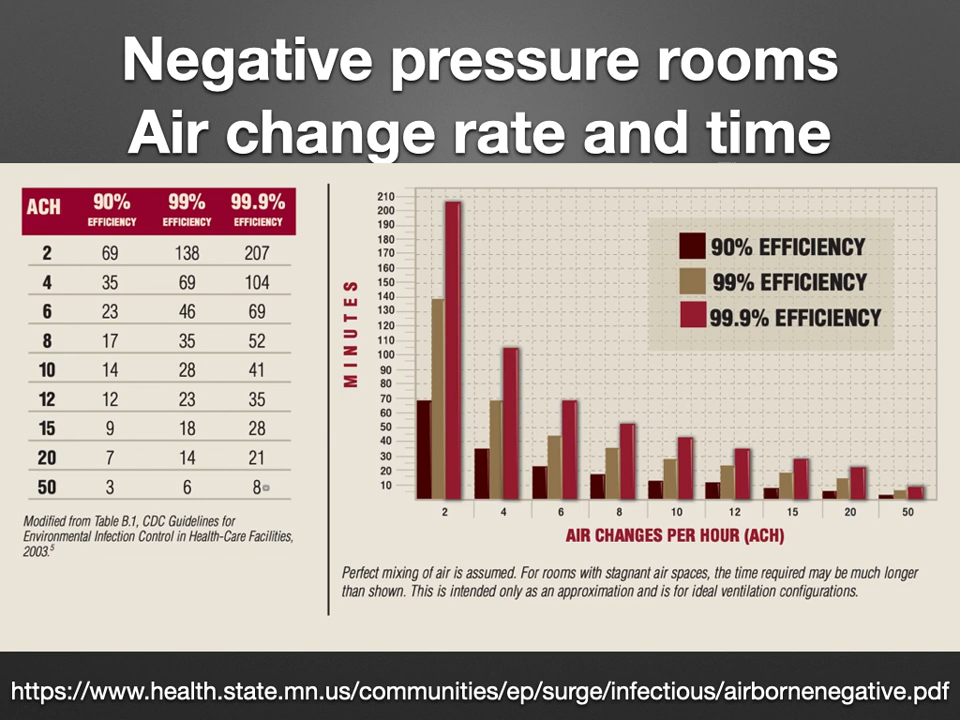 Negative pressure rooms
Air change rate and time
ACH 90% EFFICIENCY 99% EFFICIENCY 99.9% EFFICIENCY
2 69 138 207
4 35 69 104
6 23 46 69
8 17 35 52
10 14 28 41
12 12 23 35
15 9 18 28
20 7 14 21
50 3 6 8
Modified from Table B.1, CDC Guidelines for
Environmental Infection Control in Health-Care Facilities,
2003.5
MINUTES
210
200
190
180
170
160
150
140
130
120
110
100
90
80
70
60
50
40
30
20
10
90% EFFICIENCY
99% EFFICIENCY
99.9% EFFICIENCY
2 4 6 8 10 12 15 20 50
AIR CHANGES PER HOUR (ACH)
Perfect mixing of air is assumed. For rooms with stagnant air spaces, the time required may be much longer
than shown. This is intended only as an approximation and is for ideal ventilation configurations.
https://www.health.state.mn.us/communities/ep/surge/infectious/airbornenegative.pdf